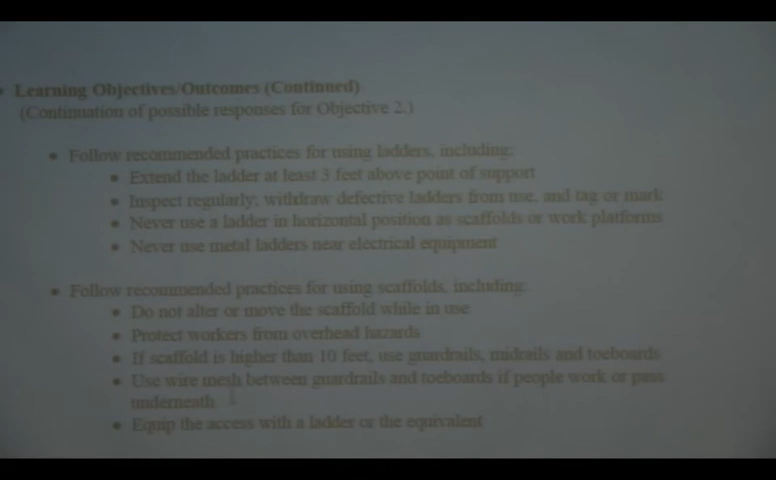 Learning Objectives/Outcomes (Continued)
(Continuation of possible responses for Objective 2.)
• Follow recommended practices for using ladders, including:
• Extend the ladder at least 3 feet above point of support
• Inspect regularly; withdraw defective ladders from use, and tag or mark
• Never use a ladder in horizontal position as scaffolds or work platforms
• Never use metal ladders near electrical equipment
• Follow recommended practices for using scaffolds, including:
• Do not alter or move the scaffold while in use
• Protect workers from overhead hazards
• If scaffold is higher than 10 feet, use guardrails, midrails and toeboards
• Use wire mesh between guardrails and toeboards if people work or pass
underneath
• Equip the access with a ladder or the equivalent